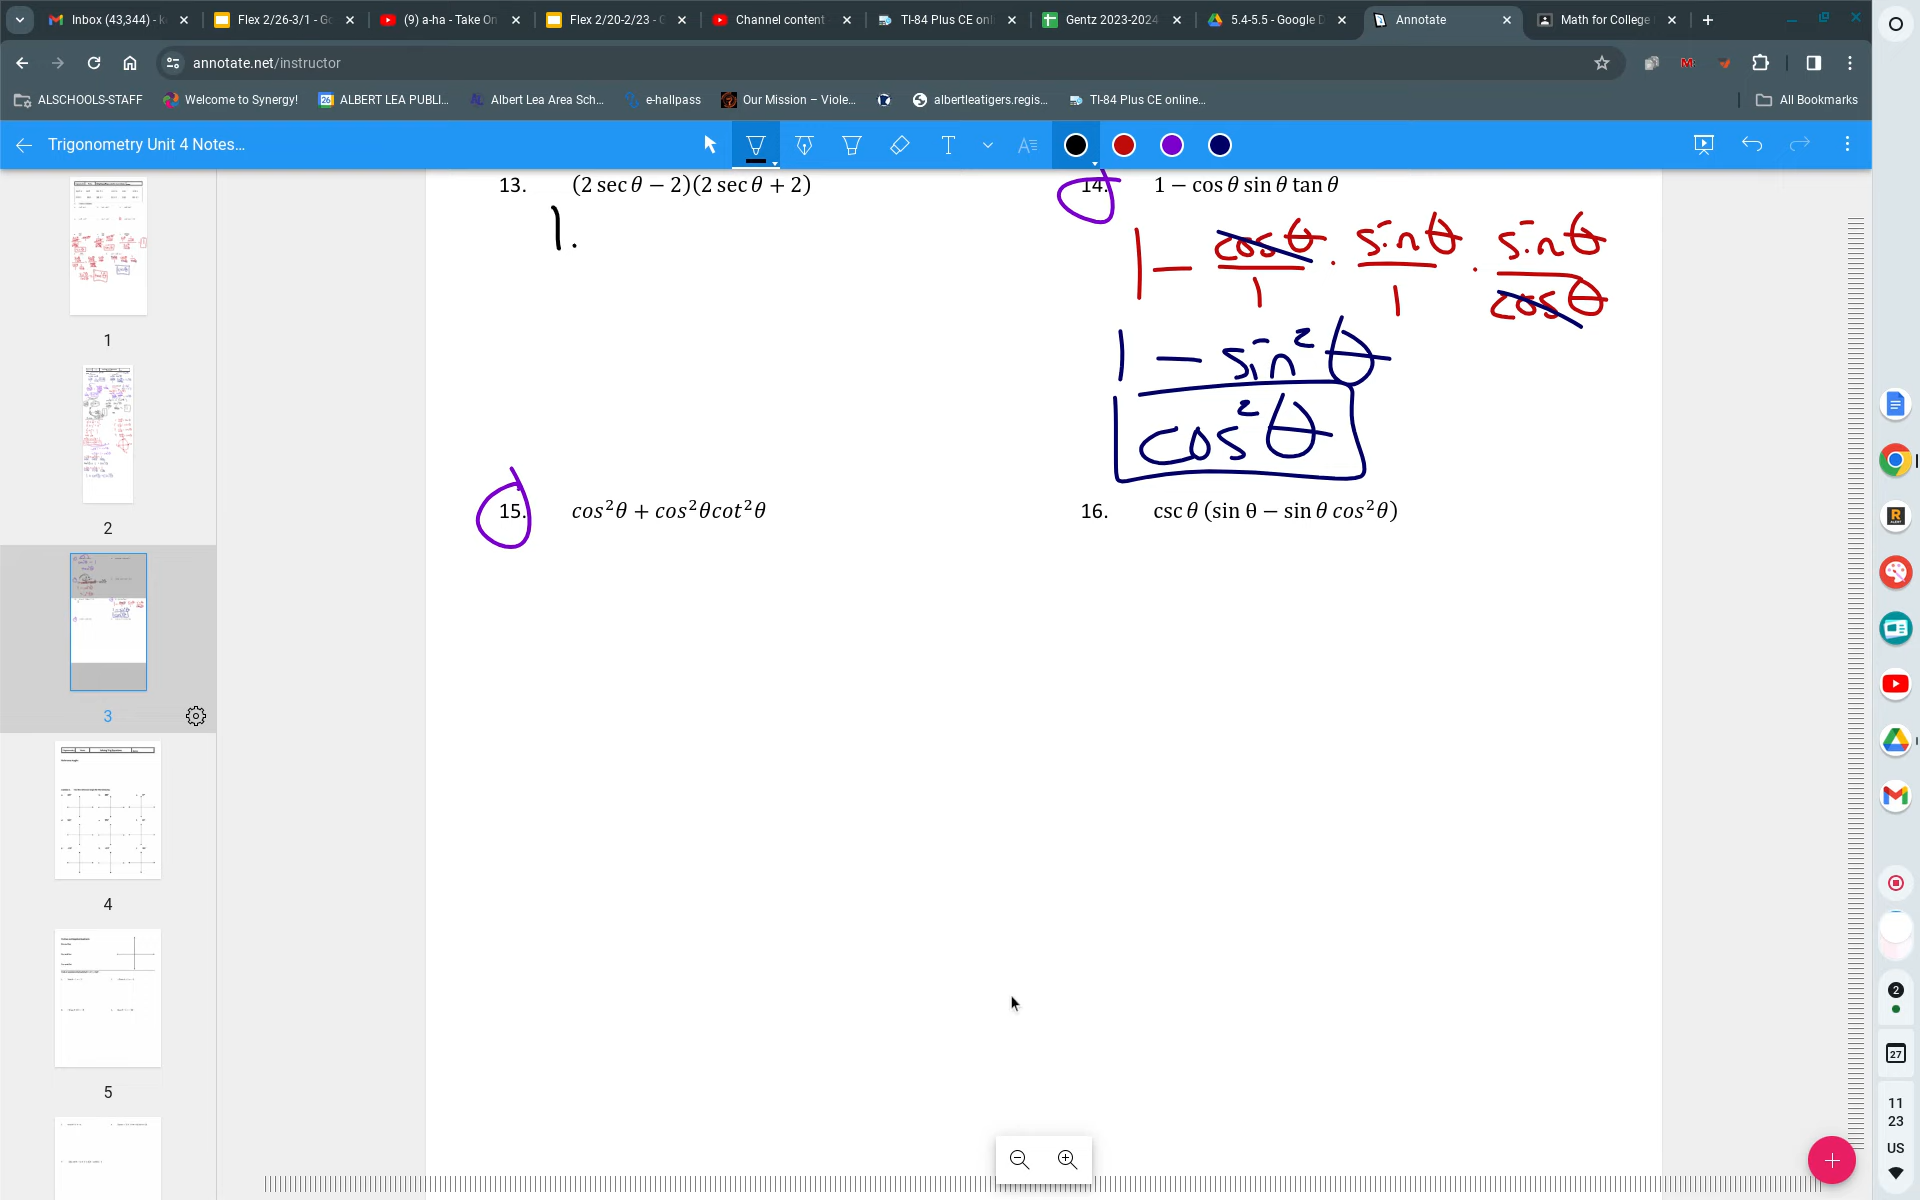 Inbox (43,344) - k
Flex 2/26-3/1 - Go
(9) a-ha - Take On
Flex 2/20-2/23 - G
Channel content
TI-84 Plus CE onl
Gentz 2023-2024
5.4-5.5 - Google D
Annotate
Math for College
annotate.net/instructor
ALSCHOOLS-STAFF
Welcome to Synergy!
ALBERT LEA PUBLI...
Albert Lea Area Sch...
e-hallpass
Our Mission – Viole...
albertleatigers.regis...
TI-84 Plus CE online...
All Bookmarks
Trigonometry Unit 4 Notes...
13. (2 sec θ − 2)(2 sec θ + 2)
1.
14. 1 − cos θ sin θ tan θ
1 − cosθ/1 · sinθ/1 · sinθ/cosθ
1 − sin²θ
cos²θ
15. cos²θ + cos²θcot²θ
16. csc θ (sin θ − sin θ cos²θ)
1
2
3
4
5
2
27
11
23
US